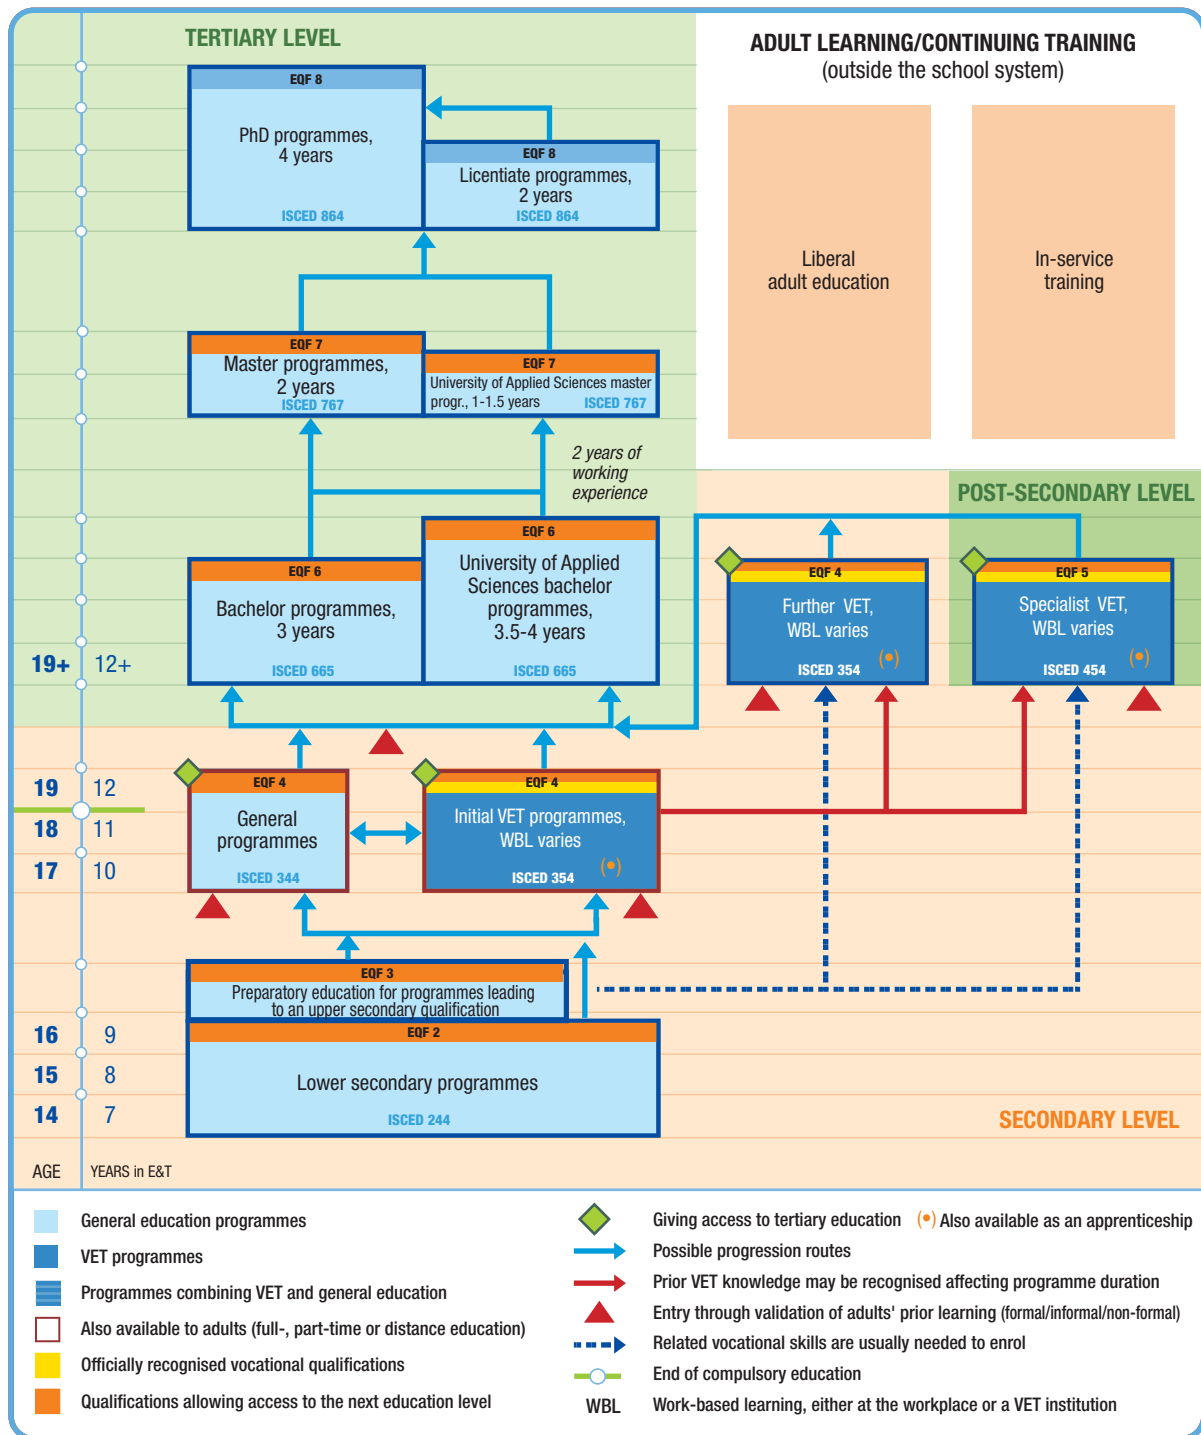 TERTIARY LEVEL
ADULT LEARNING/CONTINUING TRAINING
(outside the school system)
EQF 8
PhD programmes,
4 years
ISCED 864
EQF 8
Licentiate programmes,
2 years
ISCED 864
Liberal
adult education
In-service
training
EQF 7
Master programmes,
2 years
ISCED 767
EQF 7
University of Applied Sciences master
progr., 1-1.5 years ISCED 767
2 years of
working
experience
POST-SECONDARY LEVEL
EQF 6
Bachelor programmes,
3 years
ISCED 665
EQF 6
University of Applied
Sciences bachelor
programmes,
3.5-4 years
ISCED 665
EQF 4
Further VET,
WBL varies
ISCED 354
EQF 5
Specialist VET,
WBL varies
ISCED 454
19+ 12+
19 12
18 11
17 10
EQF 4
General
programmes
ISCED 344
EQF 4
Initial VET programmes,
WBL varies
ISCED 354
EQF 3
Preparatory education for programmes leading
to an upper secondary qualification
16 9
15 8
14 7
EQF 2
Lower secondary programmes
ISCED 244
SECONDARY LEVEL
AGE YEARS in E&T
General education programmes
VET programmes
Programmes combining VET and general education
Also available to adults (full-, part-time or distance education)
Officially recognised vocational qualifications
Qualifications allowing access to the next education level
Giving access to tertiary education (•) Also available as an apprenticeship
Possible progression routes
Prior VET knowledge may be recognised affecting programme duration
Entry through validation of adults' prior learning (formal/informal/non-formal)
Related vocational skills are usually needed to enrol
End of compulsory education
WBL Work-based learning, either at the workplace or a VET institution